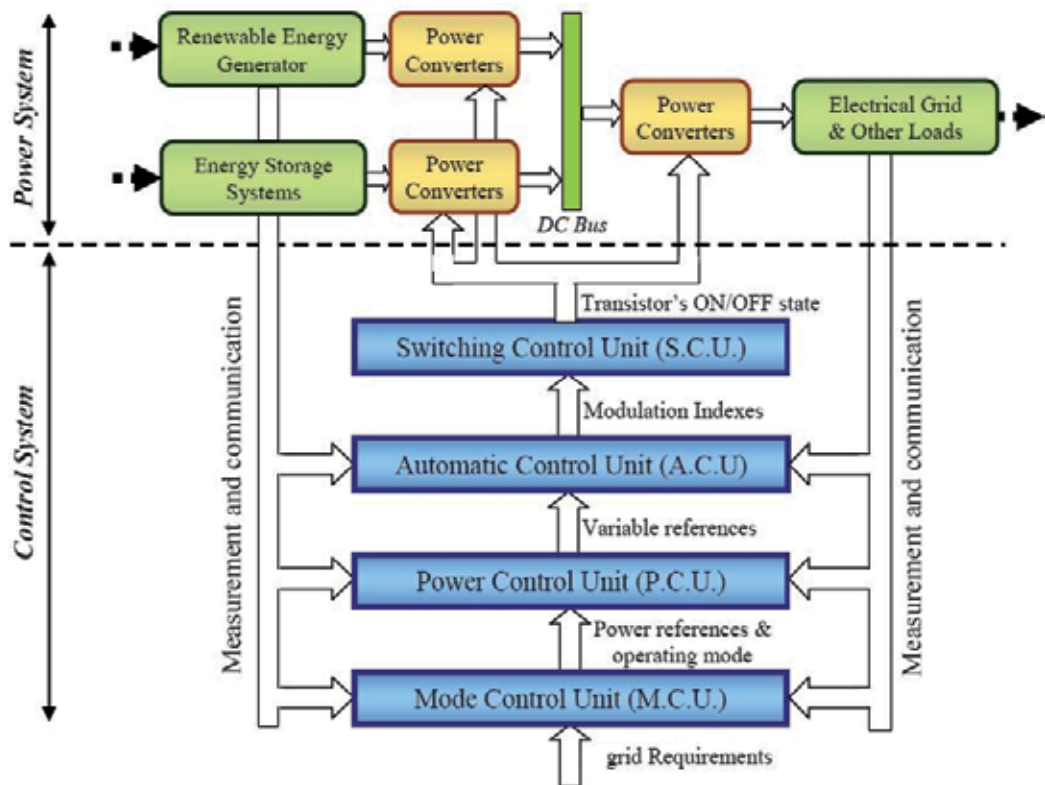 Power System
Renewable Energy
Generator
Power
Converters
Power
Converters
Electrical Grid
& Other Loads
Energy Storage
Systems
Power
Converters
DC Bus
Control System
Measurement and communication
Transistor's ON/OFF state
Switching Control Unit (S.C.U.)
Modulation Indexes
Automatic Control Unit (A.C.U)
Variable references
Power Control Unit (P.C.U.)
Power references &
operating mode
Mode Control Unit (M.C.U.)
grid Requirements
Measurement and communication